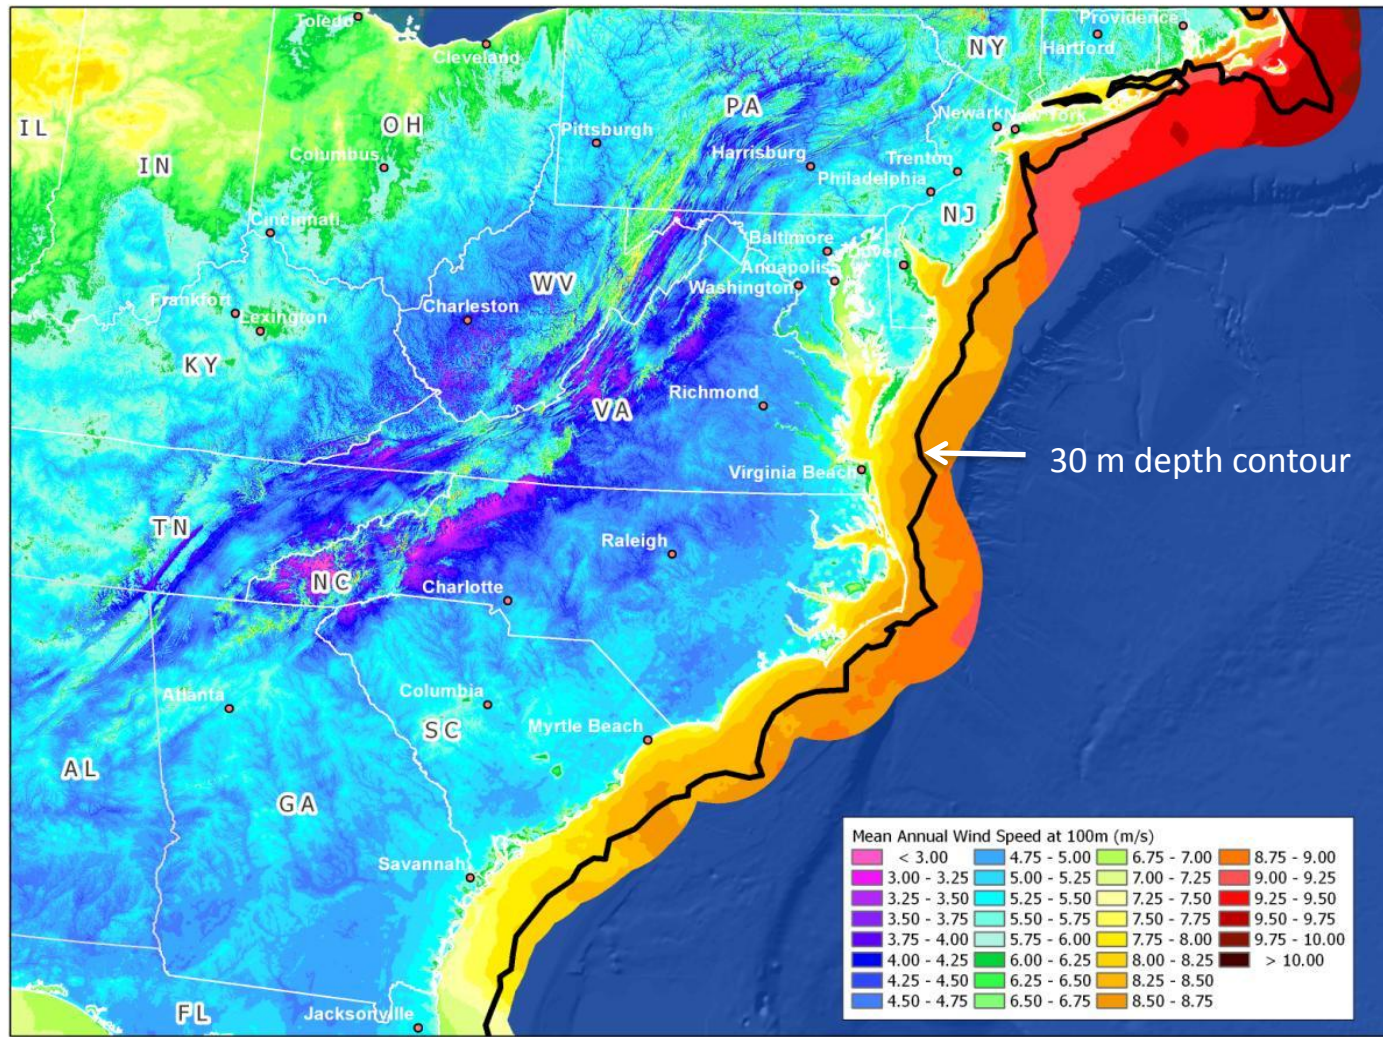 Toledo
Cleveland
NY
Providence
Hartford
IL
IN
OH
PA
Pittsburgh
Newark
New York
Columbus
Harrisburg
Trenton
Philadelphia
Cincinnati
NJ
Baltimore
Dover
Annapolis
Washington
WV
Frankfort
Lexington
Charleston
KY
Richmond
VA
Virginia Beach
30 m depth contour
TN
Raleigh
NC
Charlotte
Atlanta
Columbia
SC
Myrtle Beach
AL
GA
Savannah
FL
Jacksonville
Mean Annual Wind Speed at 100m (m/s)
< 3.00
3.00 - 3.25
3.25 - 3.50
3.50 - 3.75
3.75 - 4.00
4.00 - 4.25
4.25 - 4.50
4.50 - 4.75
4.75 - 5.00
5.00 - 5.25
5.25 - 5.50
5.50 - 5.75
5.75 - 6.00
6.00 - 6.25
6.25 - 6.50
6.50 - 6.75
6.75 - 7.00
7.00 - 7.25
7.25 - 7.50
7.50 - 7.75
7.75 - 8.00
8.00 - 8.25
8.25 - 8.50
8.50 - 8.75
8.75 - 9.00
9.00 - 9.25
9.25 - 9.50
9.50 - 9.75
9.75 - 10.00
> 10.00